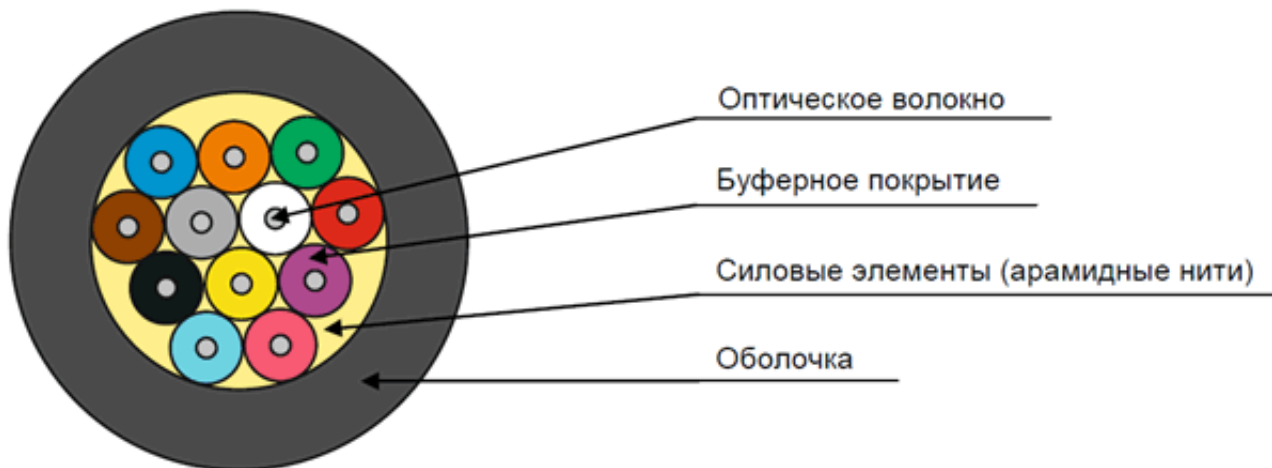 Оптическое волокно
Буферное покрытие
Силовые элементы (арамидные нити)
Оболочка